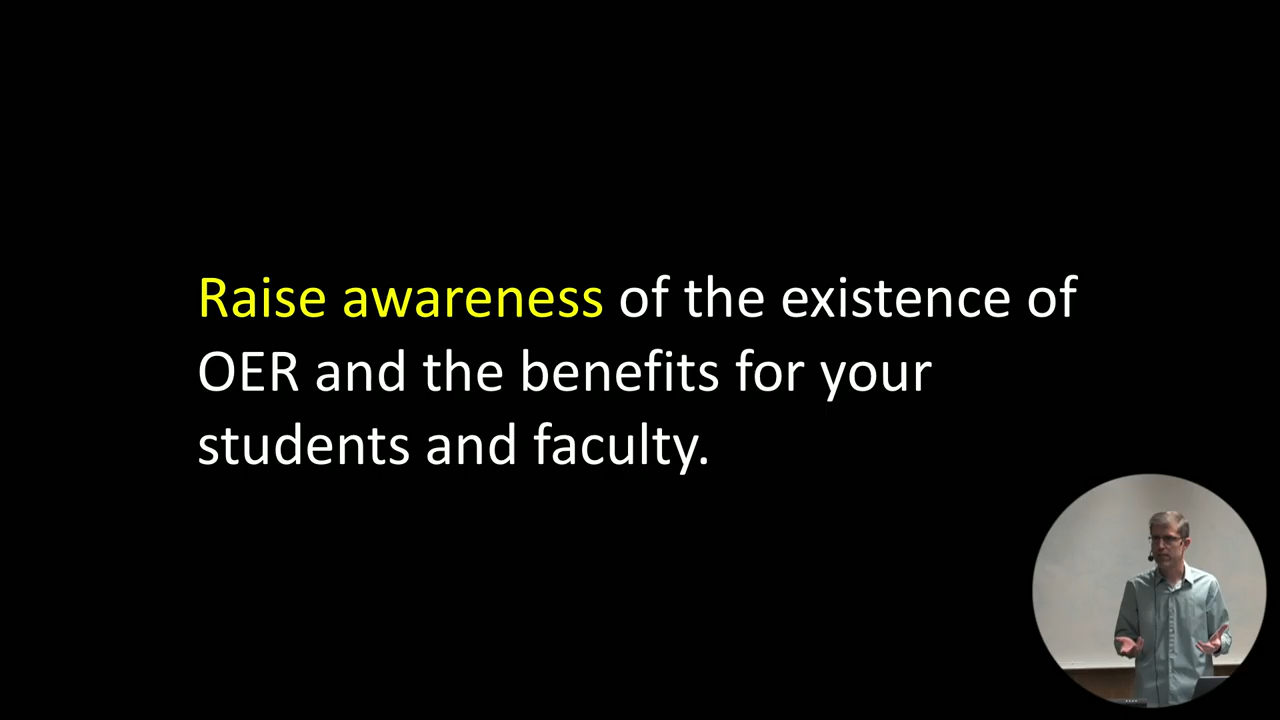 Raise awareness of the existence of
OER and the benefits for your
students and faculty.